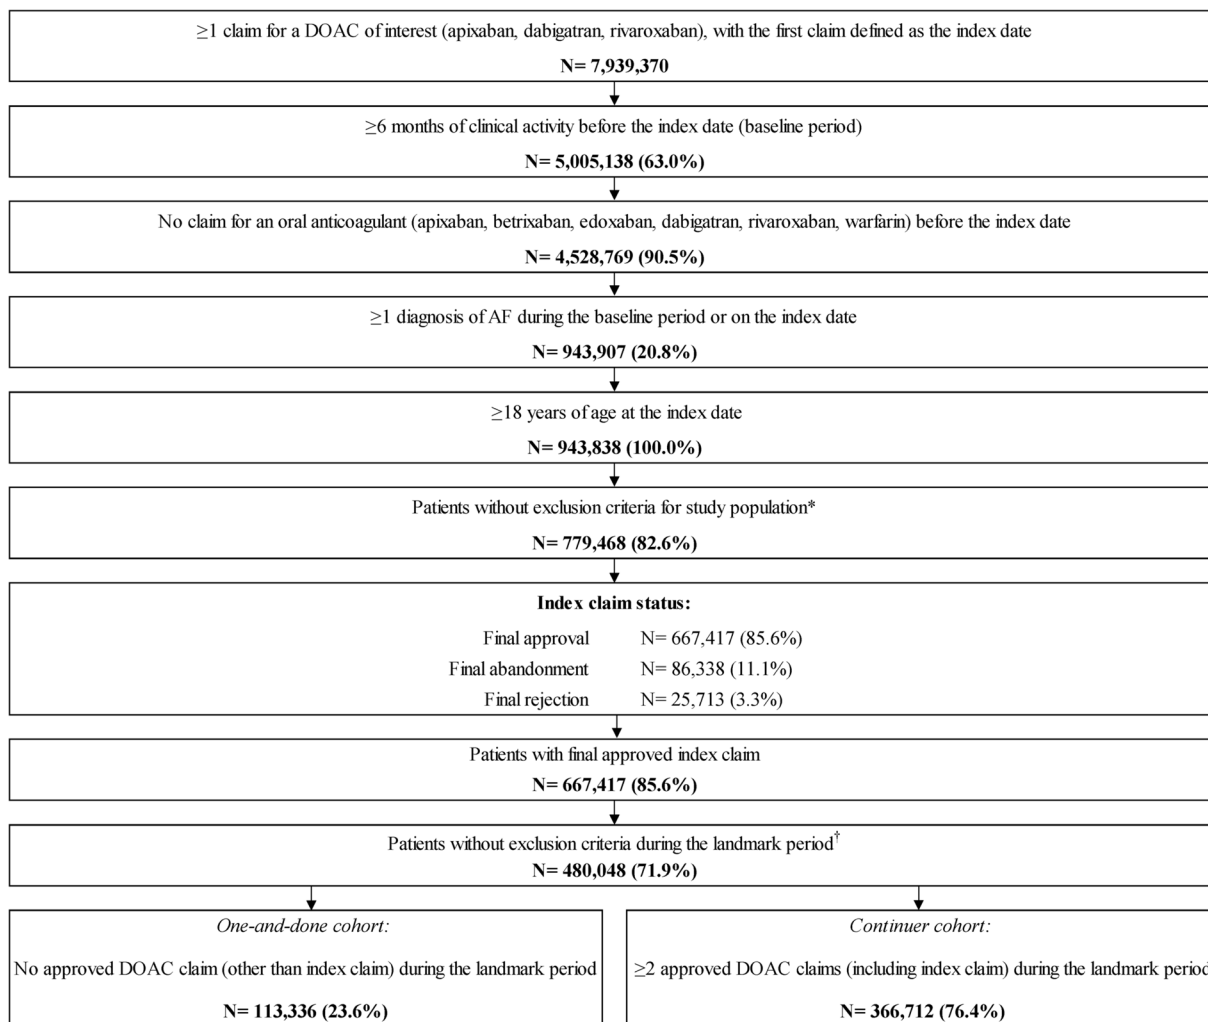 ≥1 claim for a DOAC of interest (apixaban, dabigatran, rivaroxaban), with the first claim defined as the index date
N= 7,939,370
≥6 months of clinical activity before the index date (baseline period)
N= 5,005,138 (63.0%)
No claim for an oral anticoagulant (apixaban, betrixaban, edoxaban, dabigatran, rivaroxaban, warfarin) before the index date
N= 4,528,769 (90.5%)
≥1 diagnosis of AF during the baseline period or on the index date
N= 943,907 (20.8%)
≥18 years of age at the index date
N= 943,838 (100.0%)
Patients without exclusion criteria for study population*
N= 779,468 (82.6%)
Index claim status:
Final approval N= 667,417 (85.6%)
Final abandonment N= 86,338 (11.1%)
Final rejection N= 25,713 (3.3%)
Patients with final approved index claim
N= 667,417 (85.6%)
Patients without exclusion criteria during the landmark period†
N= 480,048 (71.9%)
One-and-done cohort:
No approved DOAC claim (other than index claim) during the landmark period
N= 113,336 (23.6%)
Continuer cohort:
≥2 approved DOAC claims (including index claim) during the landmark period
N= 366,712 (76.4%)